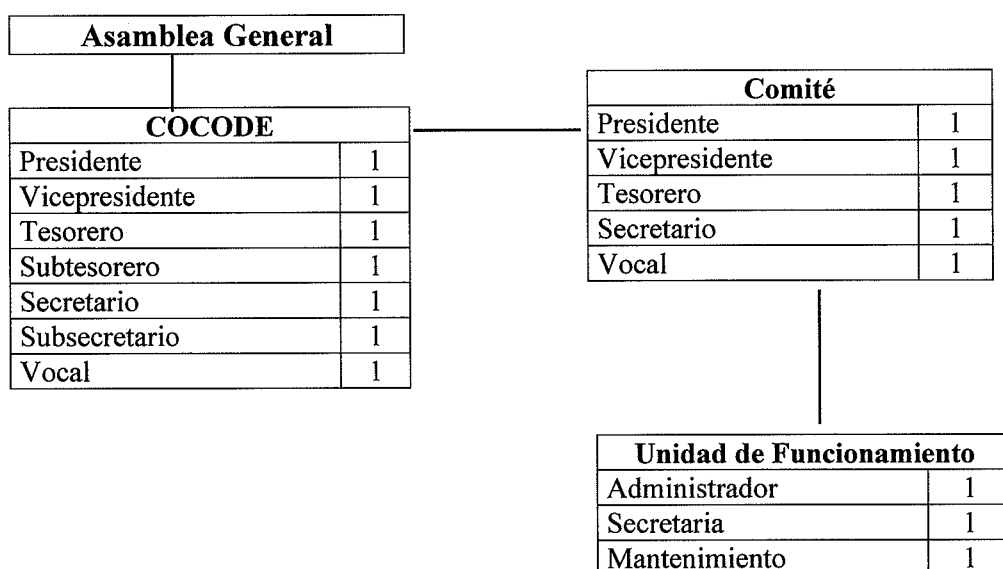 Asamblea General
COCODE
Presidente 1
Vicepresidente 1
Tesorero 1
Subtesorero 1
Secretario 1
Subsecretario 1
Vocal 1
Comité
Presidente 1
Vicepresidente 1
Tesorero 1
Secretario 1
Vocal 1
Unidad de Funcionamiento
Administrador 1
Secretaria 1
Mantenimiento 1